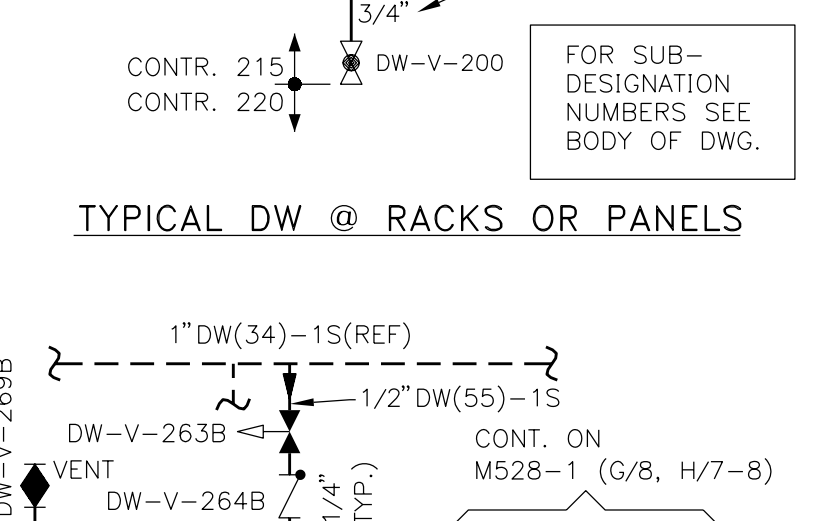 3/4"
CONTR. 215
CONTR. 220
DW-V-200
FOR SUB-
DESIGNATION
NUMBERS SEE
BODY OF DWG.
TYPICAL DW @ RACKS OR PANELS
1"DW(34)-1S(REF)
1/2"DW(55)-1S
DW-V-263B
DW-V-269B
VENT
DW-V-264B
1/4"
TYP.)
CONT. ON
M528-1 (G/8, H/7-8)